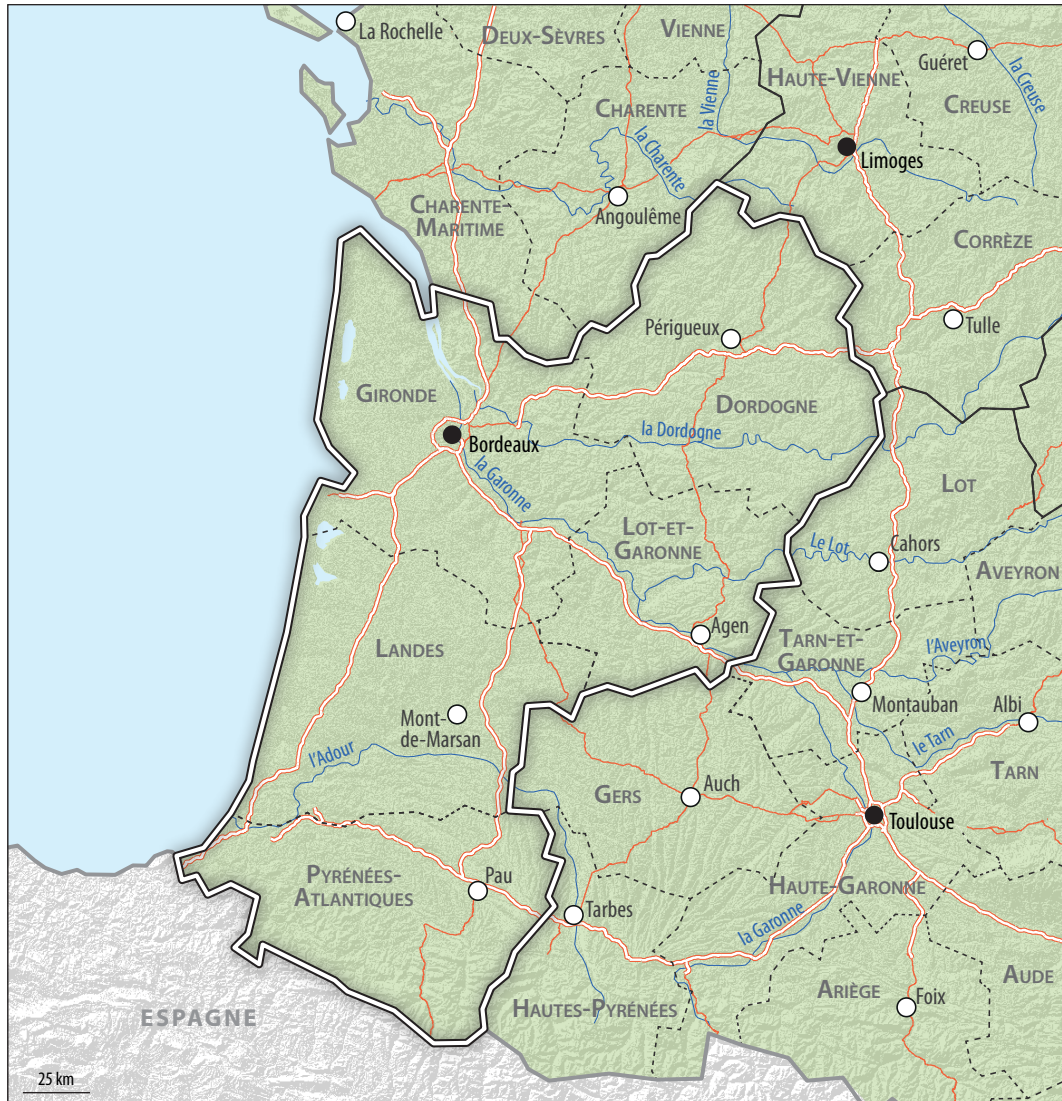 La Rochelle
DEUX-SÈVRES
VIENNE
HAUTE-VIENNE
Guéret
la Creuse
CREUSE
CHARENTE
la Vienne
la Charente
Limoges
Angoulême
CHARENTE-
MARITIME
CORRÈZE
Tulle
Périgueux
GIRONDE
DORDOGNE
la Dordogne
Bordeaux
la Garonne
LOT
LOT-ET-
GARONNE
Le Lot
Cahors
AVEYRON
Agen
TARN-ET-
GARONNE
l'Aveyron
LANDES
Montauban
Albi
Mont-
de-Marsan
le Tarn
l'Adour
TARN
GERS
Auch
Toulouse
PYRÉNÉES-
ATLANTIQUES
Pau
HAUTE-GARONNE
Tarbes
la Garonne
AUDE
ARIÈGE
Foix
HAUTES-PYRÉNÉES
ESPAGNE
25 km